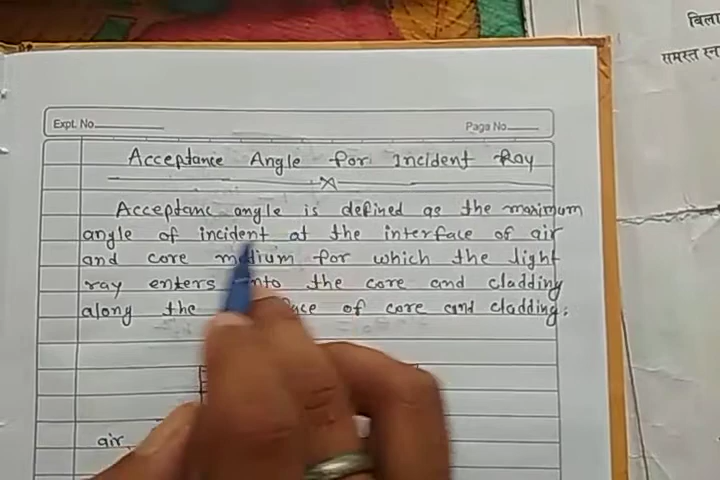 बिला
समस्त
Expt. No. Page No.
Acceptance Angle for Incident Ray
Acceptanc angle is defined as the maximum
angle of incident at the interface of air
and core medium for which the light
ray enters into the core and cladding
along the face of core and cladding.
air